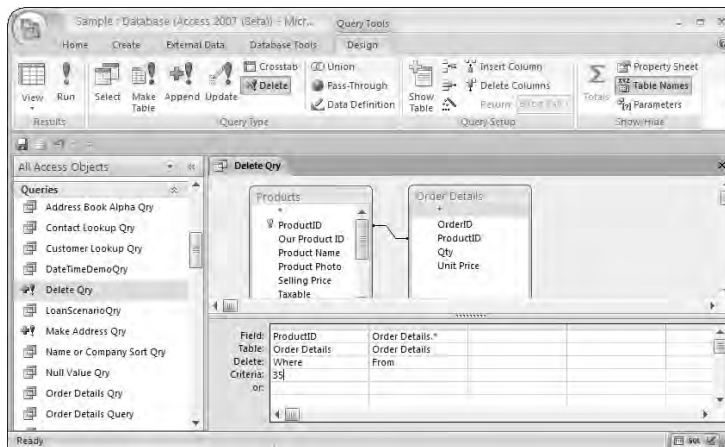 Sample : Database (Access 2007 (Beta)) - Micr...
Query Tools
Home Create External Data Database Tools Design
View
Run
Results
Select
Make Table
Append
Update
Crosstab
Delete
Union
Pass-Through
Data Definition
Query Type
Show Table
Insert Column
Delete Columns
Return:
Query Setup
Totals
Property Sheet
Table Names
Parameters
Show/Hide
All Access Objects
Queries
Address Book Alpha Qry
Contact Lookup Qry
Customer Lookup Qry
DateTimeDemoQry
Delete Qry
LoanScenarioQry
Make Address Qry
Name or Company Sort Qry
Null Value Qry
Order Details Qry
Order Details Query
Delete Qry
Products
*
ProductID
Our Product ID
Product Name
Product Photo
Selling Price
Taxable
Order Details
*
OrderID
ProductID
Qty
Unit Price
Field: ProductID Order Details.*
Table: Order Details Order Details
Delete: Where From
Criteria: 35
or:
Ready
SQL